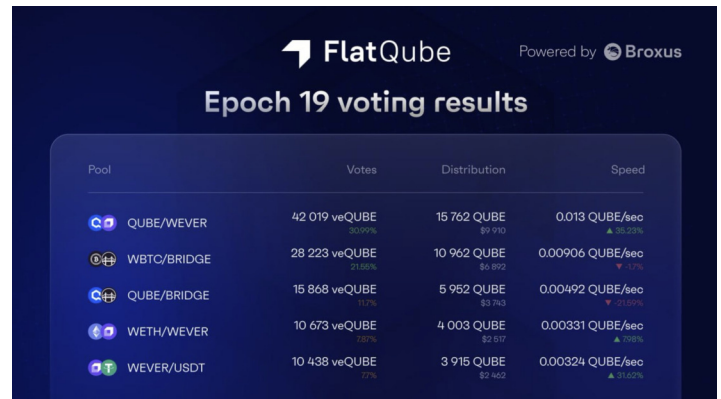 FlatQube
Powered by Broxus
Epoch 19 voting results
Pool Votes Distribution Speed
QUBE/WEVER 42 019 veQUBE 15 762 QUBE 0.013 QUBE/sec
30.99% $9 910 ▲ 35.23%
WBTC/BRIDGE 28 223 veQUBE 10 962 QUBE 0.00906 QUBE/sec
21.55% $6 892 ▼ -1.7%
QUBE/BRIDGE 15 868 veQUBE 5 952 QUBE 0.00492 QUBE/sec
11.7% $3 743 ▼ -21.59%
WETH/WEVER 10 673 veQUBE 4 003 QUBE 0.00331 QUBE/sec
7.87% $2 517 ▲ 7.98%
WEVER/USDT 10 438 veQUBE 3 915 QUBE 0.00324 QUBE/sec
7.7% $2 462 ▲ 31.62%